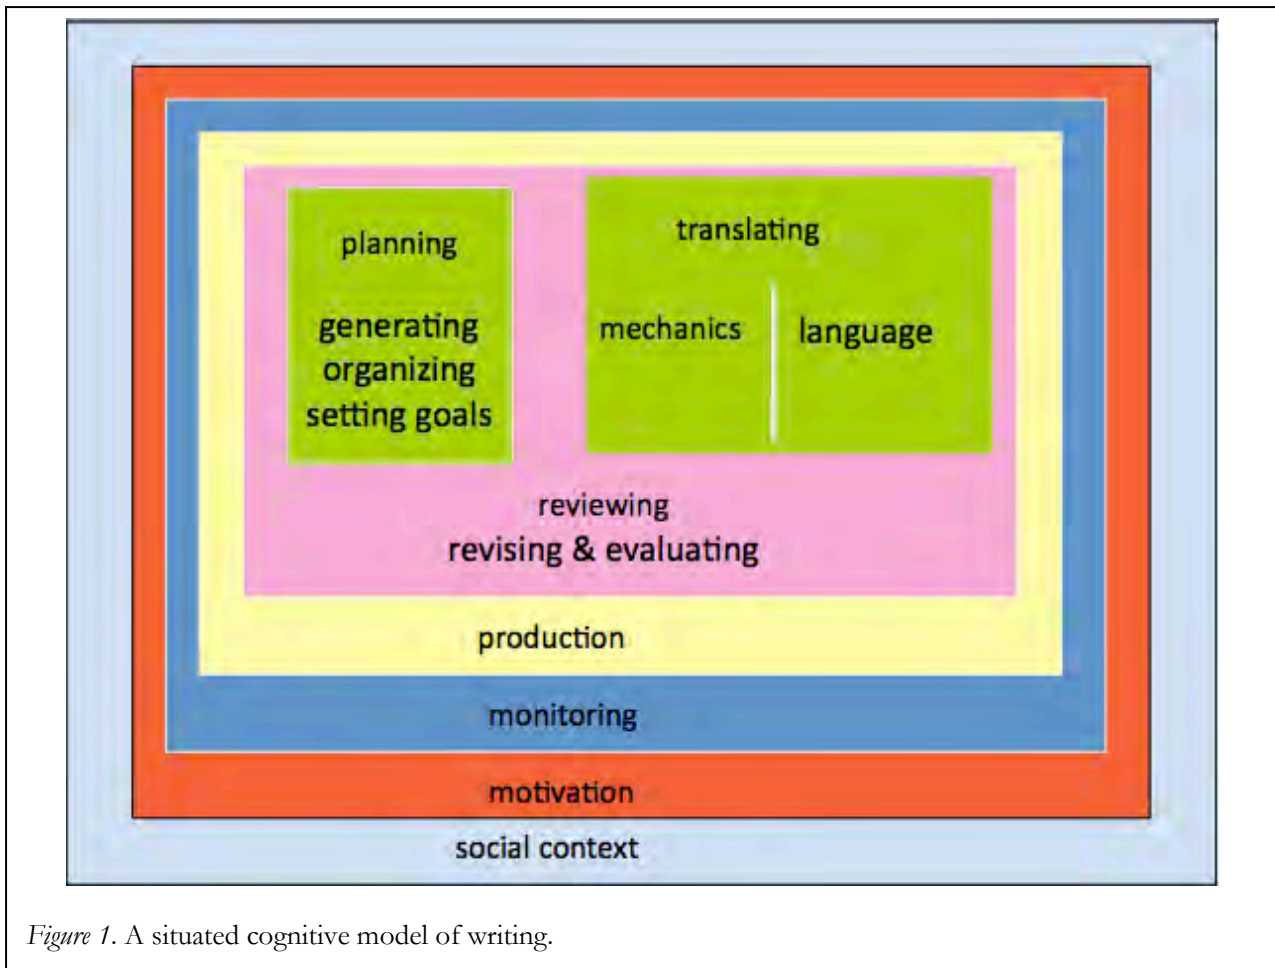 planning
generating
organizing
setting goals
translating
mechanics
language
reviewing
revising & evaluating
production
monitoring
motivation
social context
Figure 1. A situated cognitive model of writing.